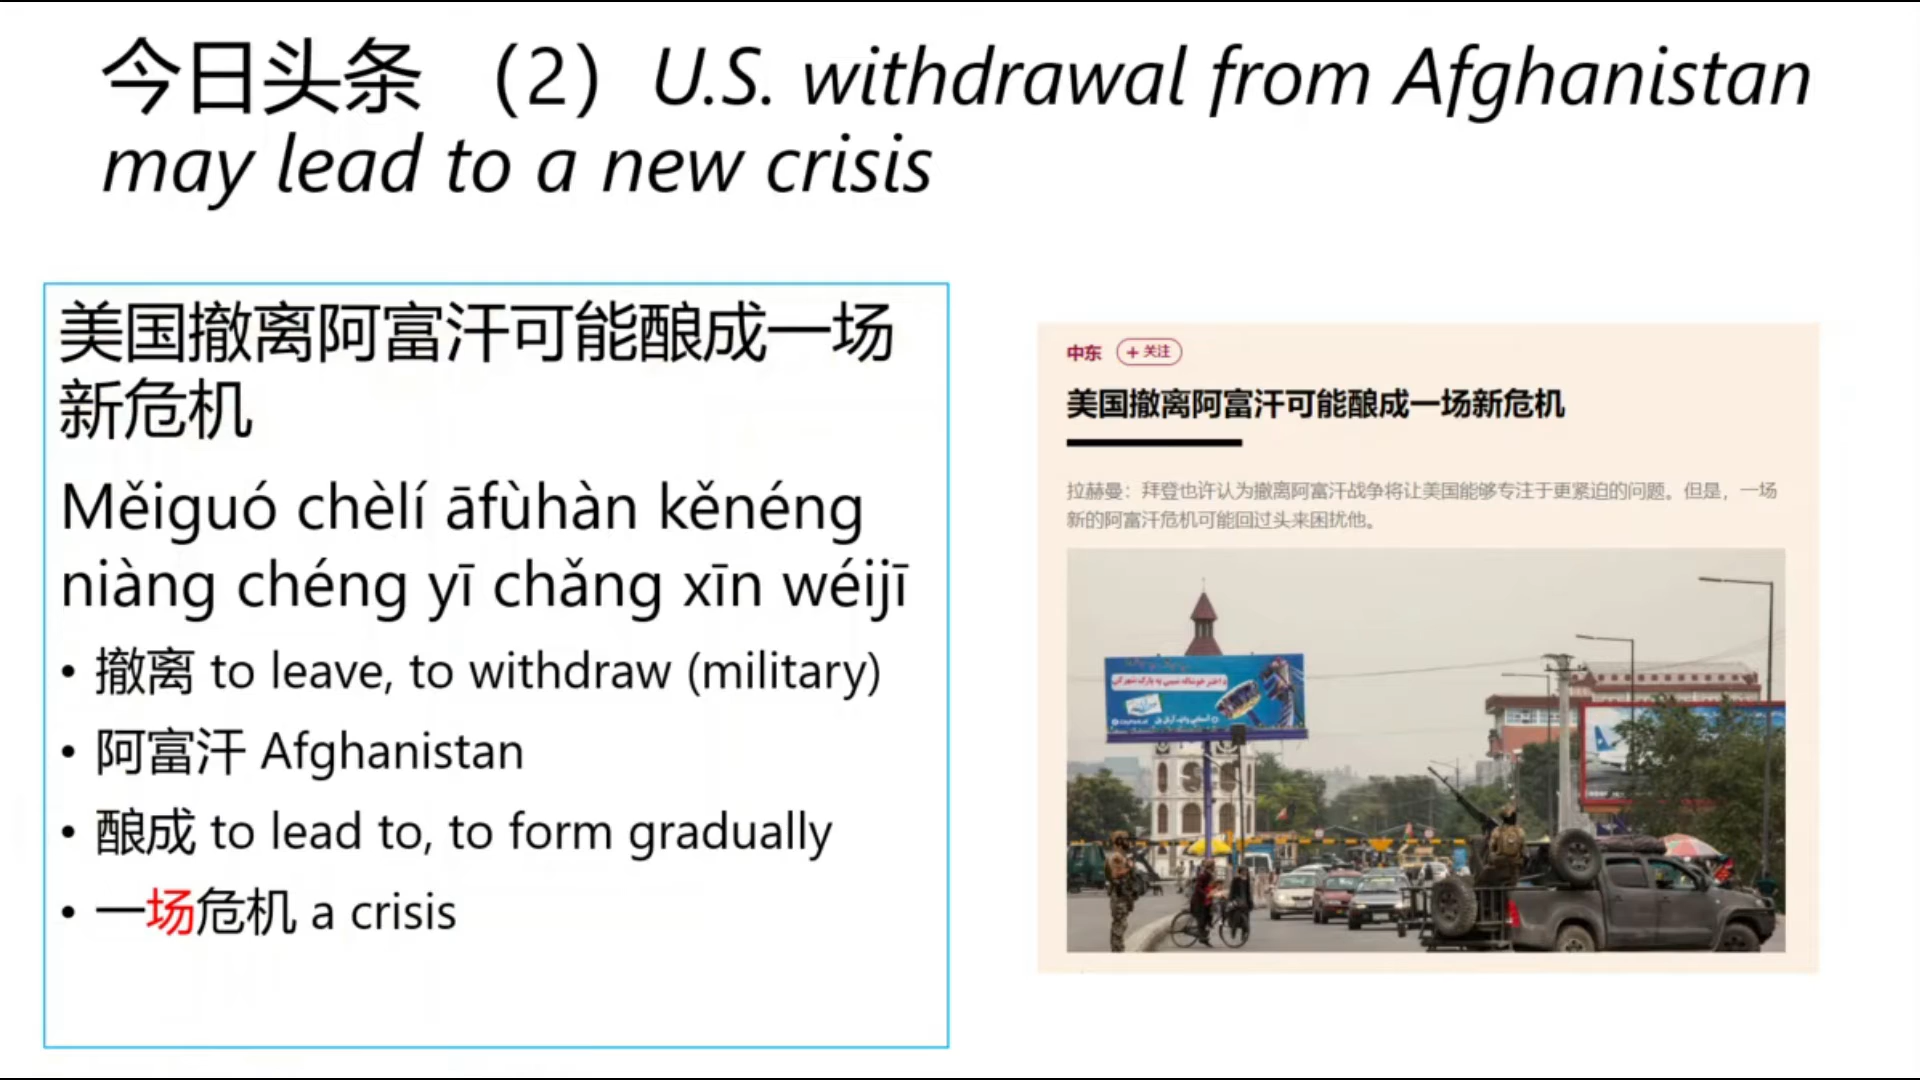 今日头条 （2）U.S. withdrawal from Afghanistan
may lead to a new crisis
美国撤离阿富汗可能酿成一场
新危机
Měiguó chèlí āfùhàn kěnéng
niàng chéng yī chǎng xīn wéijī
• 撤离 to leave, to withdraw (military)
• 阿富汗 Afghanistan
• 酿成 to lead to, to form gradually
• 一场危机 a crisis
中东 + 关注
美国撤离阿富汗可能酿成一场新危机
拉赫曼：拜登也许认为撤离阿富汗战争将让美国能够专注于更紧迫的问题。但是，一场
新的阿富汗危机可能回过头来困扰他。